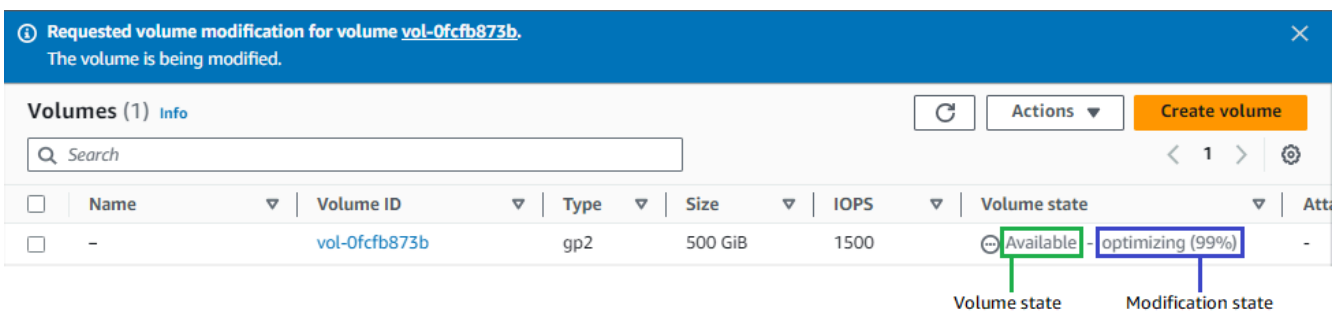 Requested volume modification for volume vol-0fcfb873b.
The volume is being modified.
Volumes (1) Info
Actions
Create volume
Search
1
Name Volume ID Type Size IOPS Volume state Atta
– vol-0fcfb873b gp2 500 GiB 1500 Available - optimizing (99%) -
Volume state Modification state